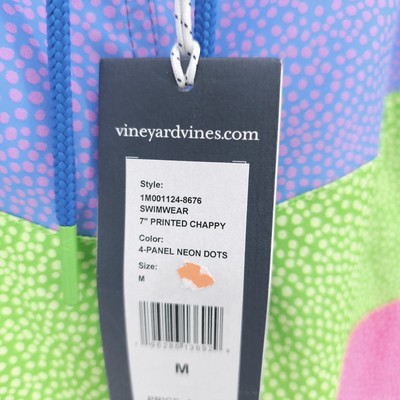 vineyardvines.com
Style:
1M001124-8676
SWIMWEAR
7" PRINTED CHAPPY
Color:
4-PANEL NEON DOTS
Size:
M
M